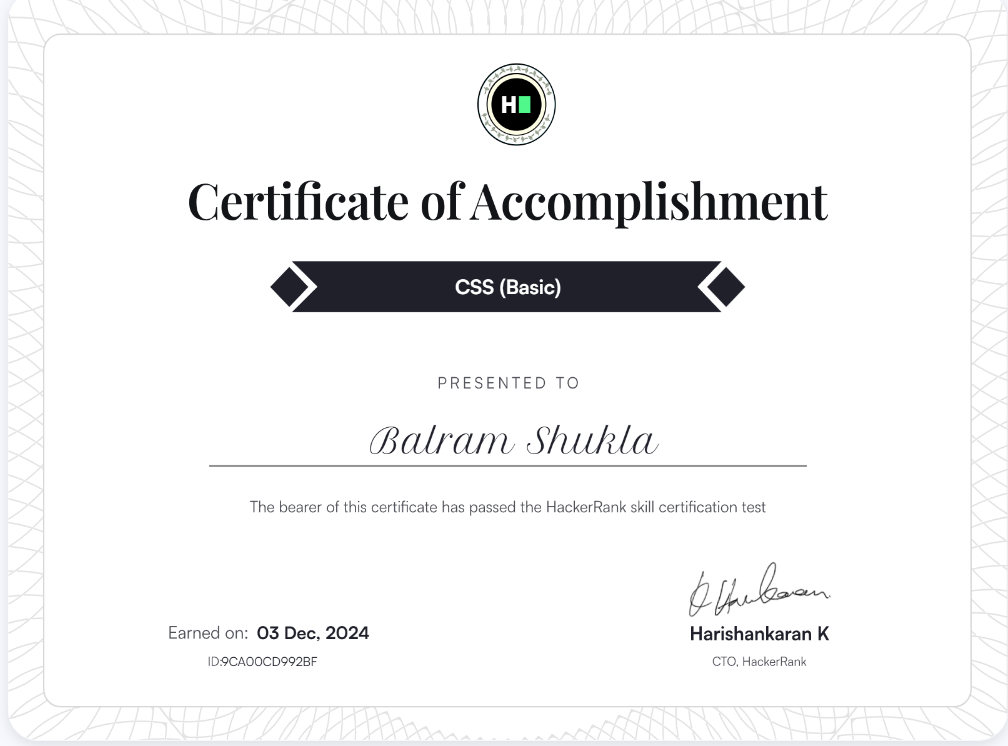 H
Certificate of Accomplishment
CSS (Basic)
PRESENTED TO
Balram Shukla
The bearer of this certificate has passed the HackerRank skill certification test
Earned on: 03 Dec, 2024
ID:9CA00CD992BF
Harishankaran K
CTO, HackerRank